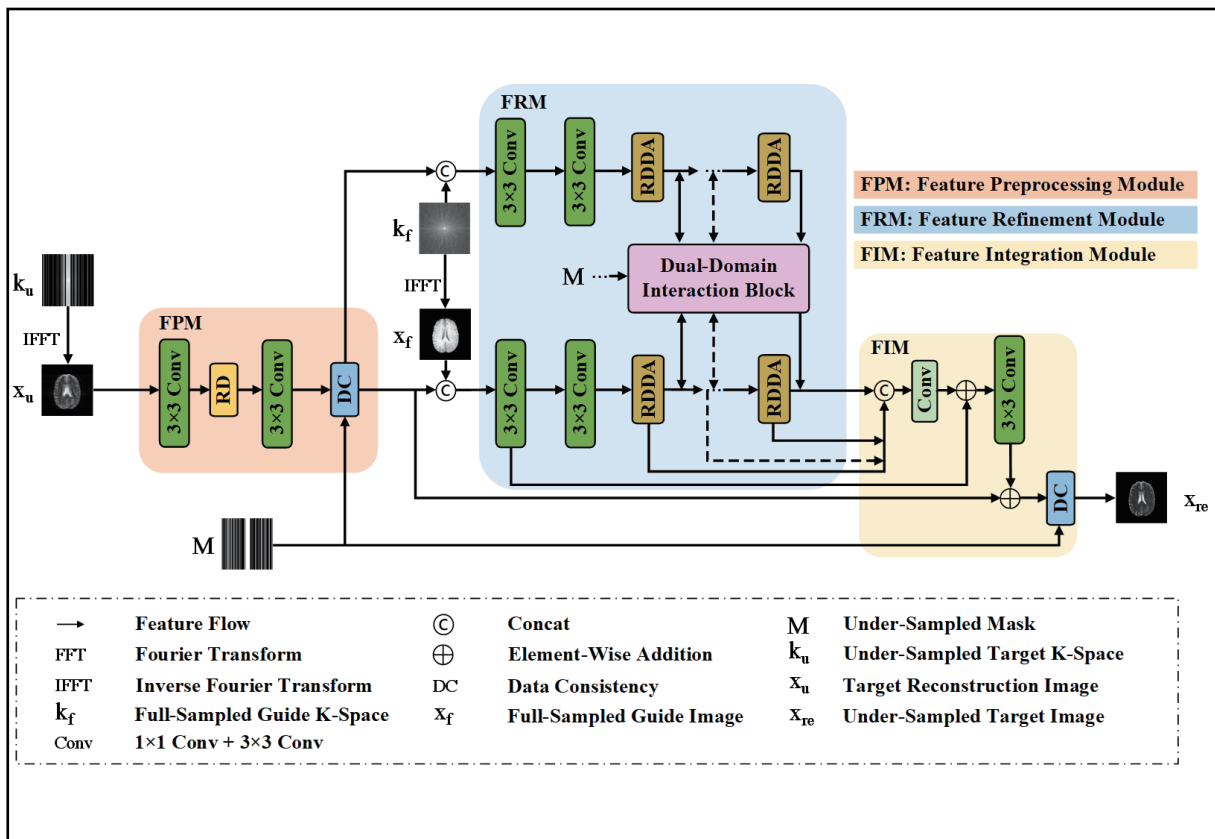 FRM
3×3 Conv
3×3 Conv
RDDA
RDDA
C
k_f
IFFT
x_f
C
M
Dual-Domain
Interaction Block
3×3 Conv
3×3 Conv
RDDA
RDDA
FPM: Feature Preprocessing Module
FRM: Feature Refinement Module
FIM: Feature Integration Module
k_u
IFFT
x_u
FPM
3×3 Conv
RD
3×3 Conv
DC
FIM
C
Conv
3×3 Conv
DC
x_re
M
Feature Flow
C Concat
M Under-Sampled Mask
FFT Fourier Transform
Element-Wise Addition
k_u Under-Sampled Target K-Space
IFFT Inverse Fourier Transform
DC Data Consistency
x_u Target Reconstruction Image
k_f Full-Sampled Guide K-Space
x_f Full-Sampled Guide Image
x_re Under-Sampled Target Image
Conv 1×1 Conv + 3×3 Conv